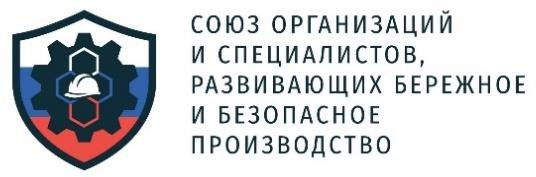 СОЮЗ ОРГАНИЗАЦИЙ
И СПЕЦИАЛИСТОВ,
РАЗВИВАЮЩИХ БЕРЕЖНОЕ
И БЕЗОПАСНОЕ
ПРОИЗВОДСТВО